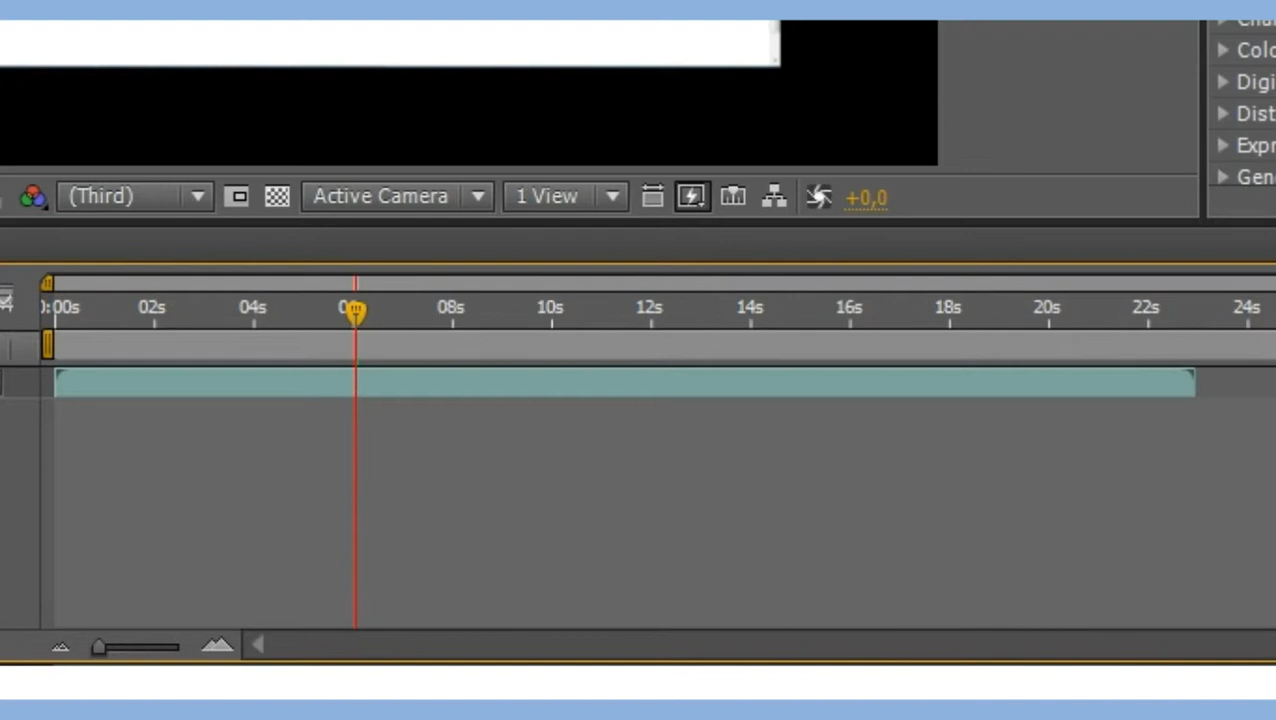 Colo
Digi
Dist
Expr
(Third) Active Camera 1 View +0,0
Gen
0:00s 02s 04s 08s 10s 12s 14s 16s 18s 20s 22s 24s